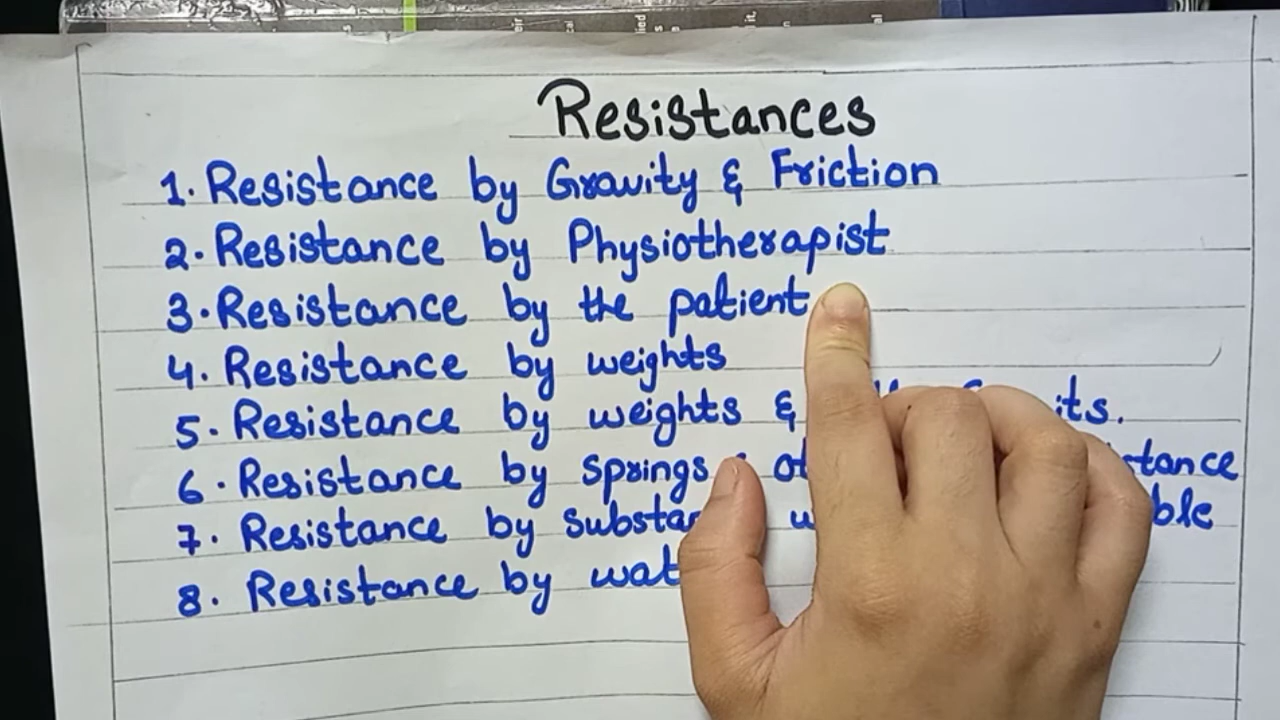 Resistances
1. Resistance by Gravity & Friction
2. Resistance by Physiotherapist
3. Resistance by the patient
4. Resistance by weights
5. Resistance by weights &
6. Resistance by springs
7. Resistance by
8. Resistance by